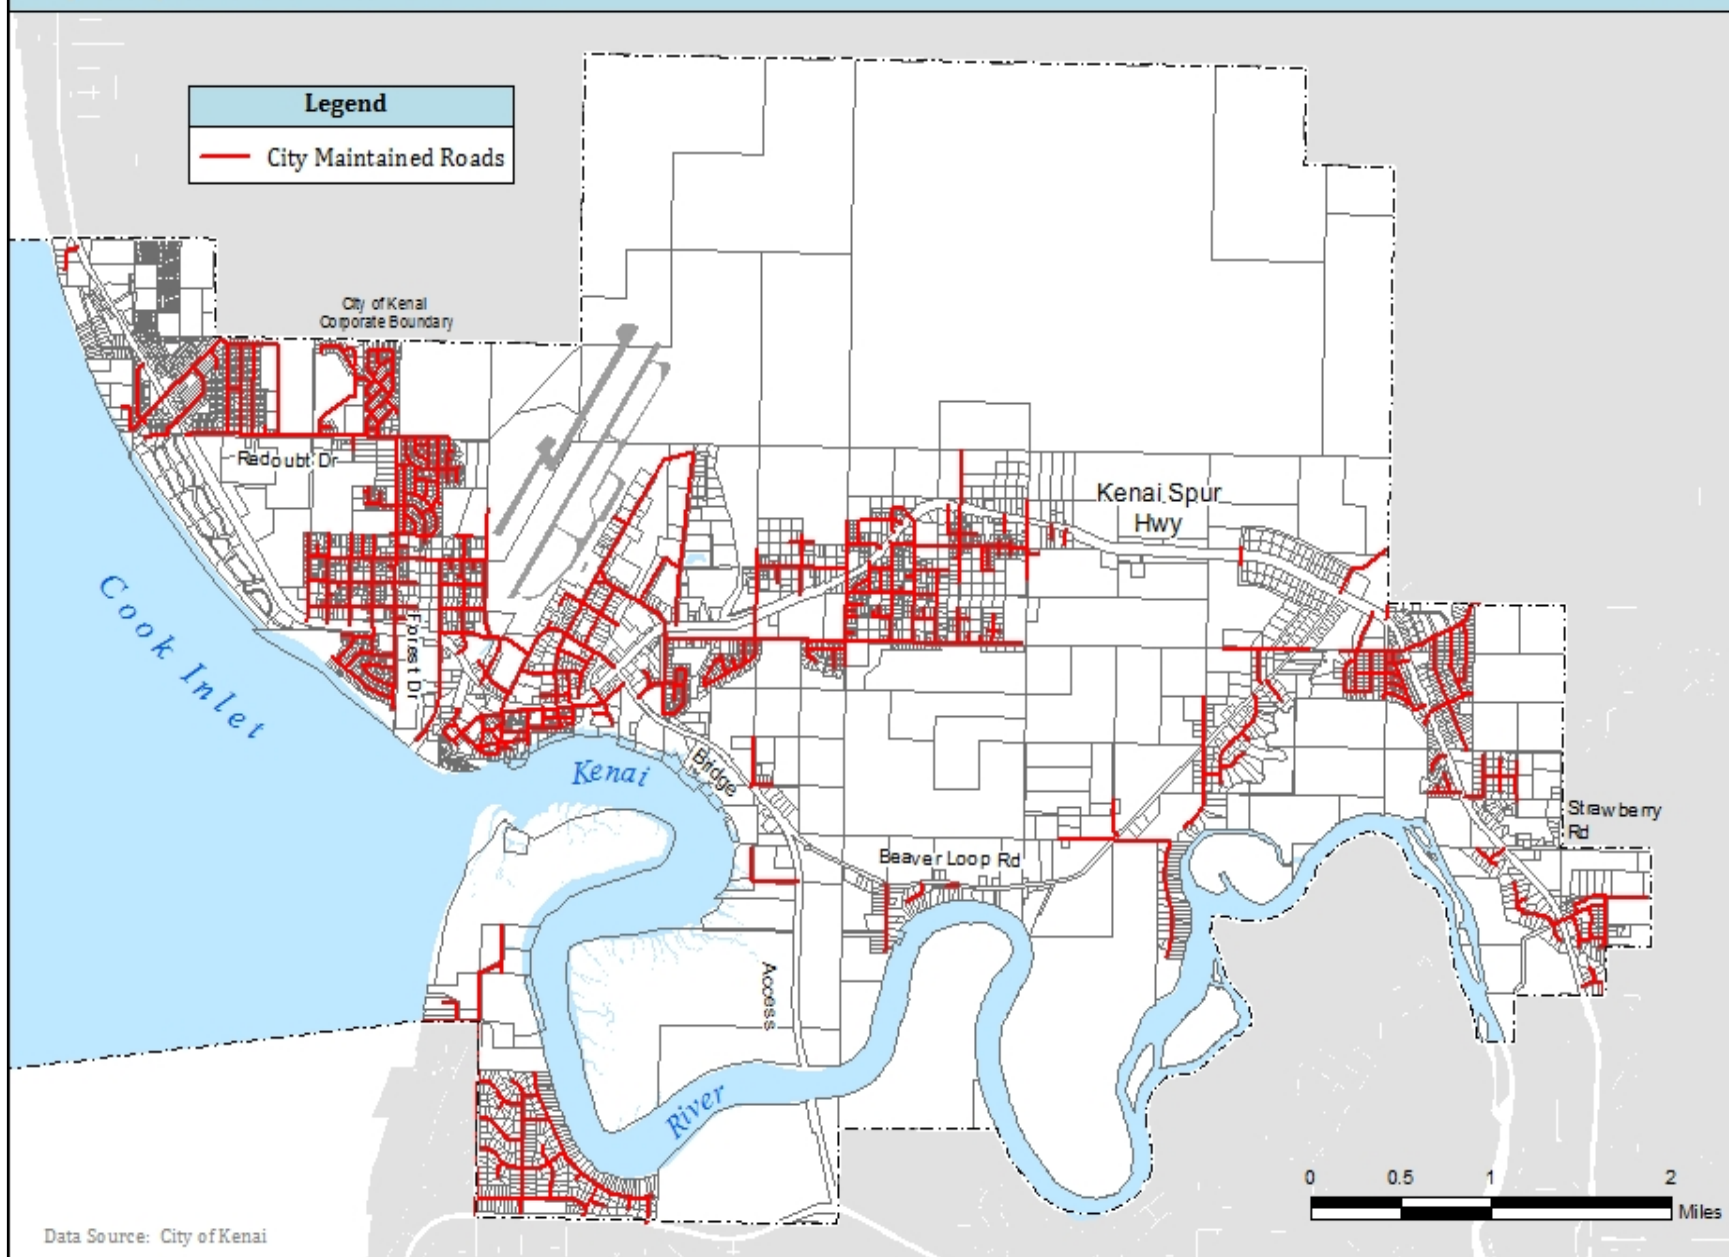 Legend
City Maintained Roads
City of Kenai
Corporate Boundary
Redoubt Dr
Kenai Spur
Hwy
Cook Inlet
Forest Dr
Kenai
Bridge
Access
Beaver Loop Rd
Strawberry
Rd
River
0 0.5 1 2
Miles
Data Source: City of Kenai